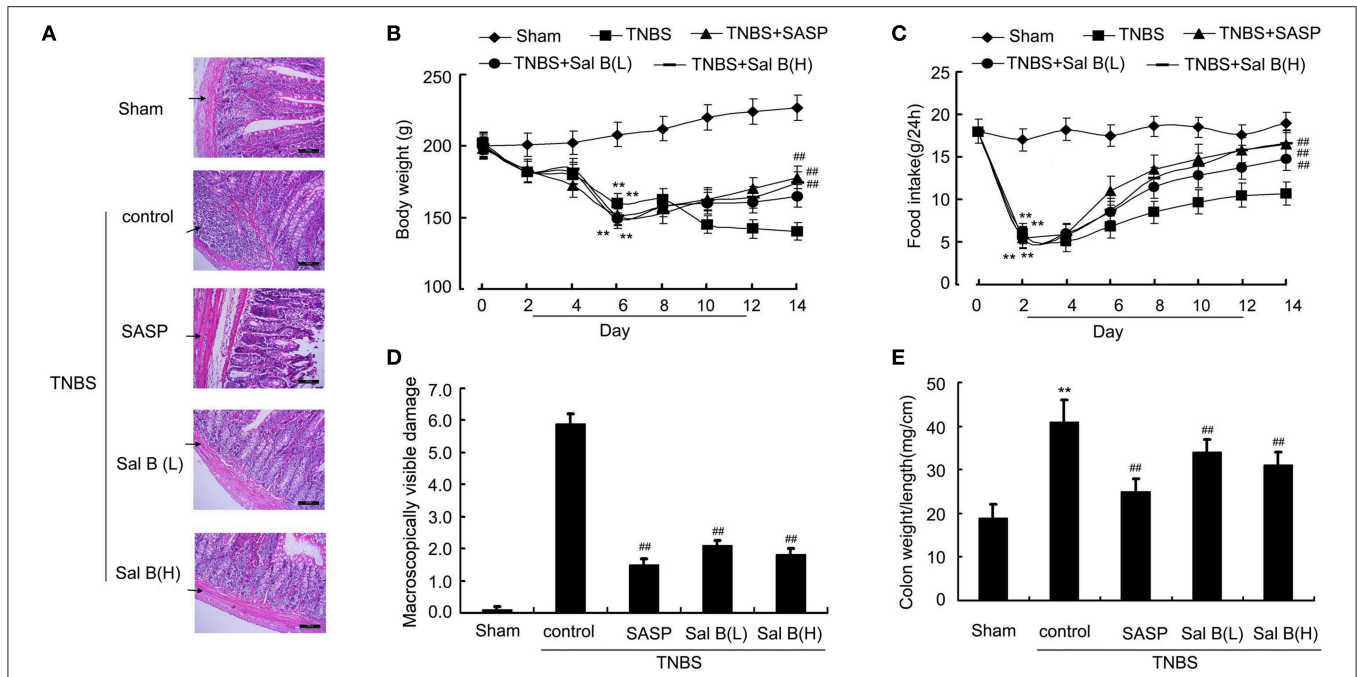 A
Sham
control
SASP
TNBS
Sal B (L)
Sal B(H)
B
Sham TNBS TNBS+SASP
TNBS+Sal B(L) TNBS+Sal B(H)
Body weight (g)
250
200
150
100
** **
** **
##
##
##
0 2 4 6 8 10 12 14
Day
C
Sham TNBS TNBS+SASP
TNBS+Sal B(L) TNBS+Sal B(H)
Food intake(g/24h)
25
20
15
10
5
0
** **
** **
##
##
##
0 2 4 6 8 10 12 14
Day
D
Macroscopically visible damage
7.0
6.0
5.0
4.0
3.0
2.0
1.0
0.0
## ## ##
Sham control SASP Sal B(L) Sal B(H)
TNBS
E
Colon weight/length(mg/cm)
50
40
30
20
10
0
** ## ## ##
Sham control SASP Sal B(L) Sal B(H)
TNBS